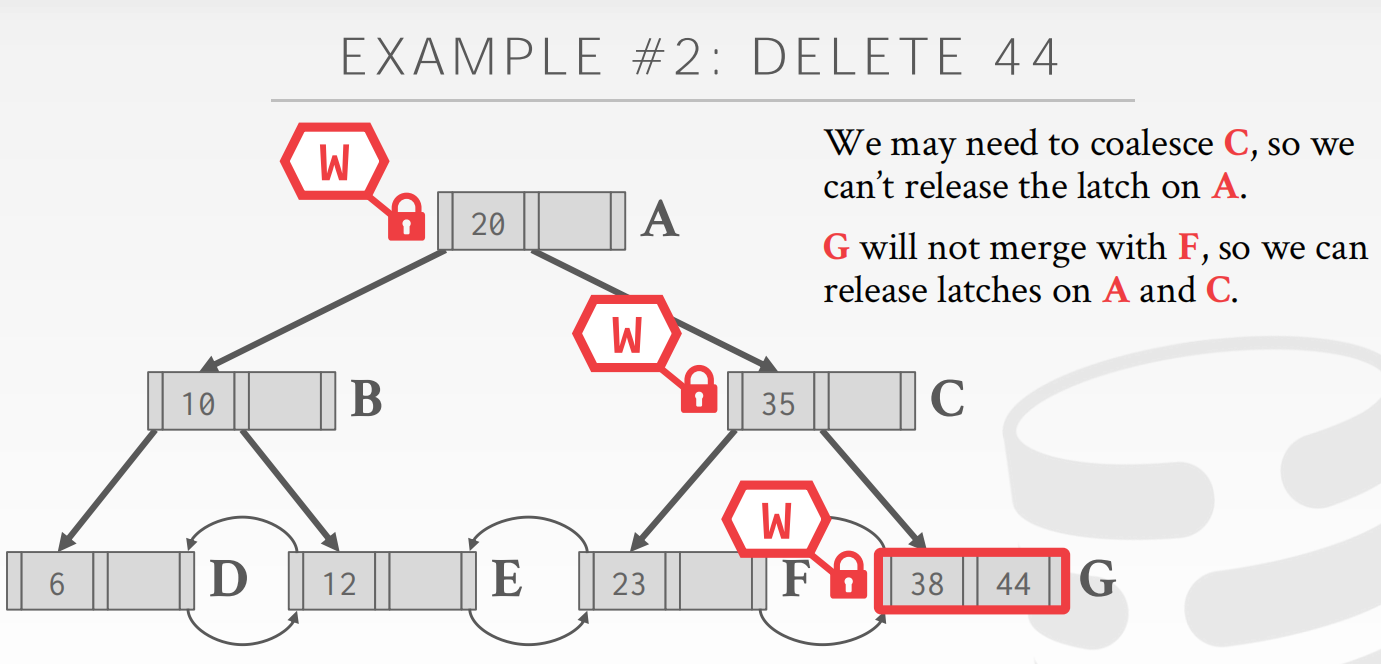 EXAMPLE #2: DELETE 44
We may need to coalesce C, so we
can’t release the latch on A.
G will not merge with F, so we can
release latches on A and C.
W
20 A
W
10 B
35 C
W
6 D
12 E
23 F
38 44 G